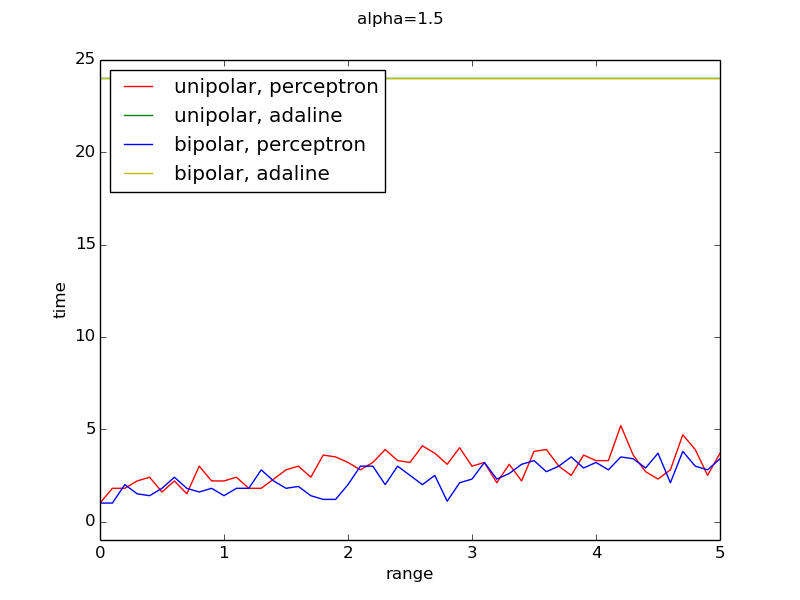 alpha=1.5
25
20
15
10
5
0
time
unipolar, perceptron
unipolar, adaline
bipolar, perceptron
bipolar, adaline
0 1 2 3 4 5
range